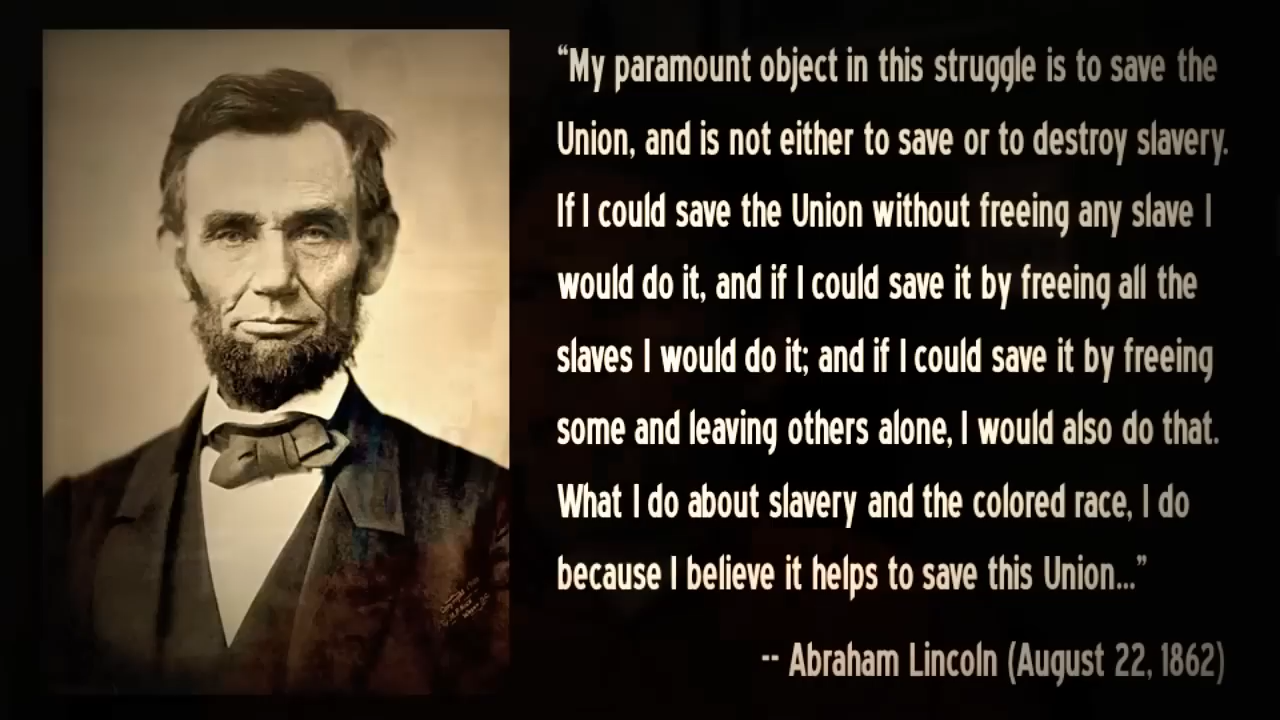 “My paramount object in this struggle is to save the
Union, and is not either to save or to destroy slavery.
If I could save the Union without freeing any slave I
would do it, and if I could save it by freeing all the
slaves I would do it; and if I could save it by freeing
some and leaving others alone, I would also do that.
What I do about slavery and the colored race, I do
because I believe it helps to save this Union...”
-- Abraham Lincoln (August 22, 1862)